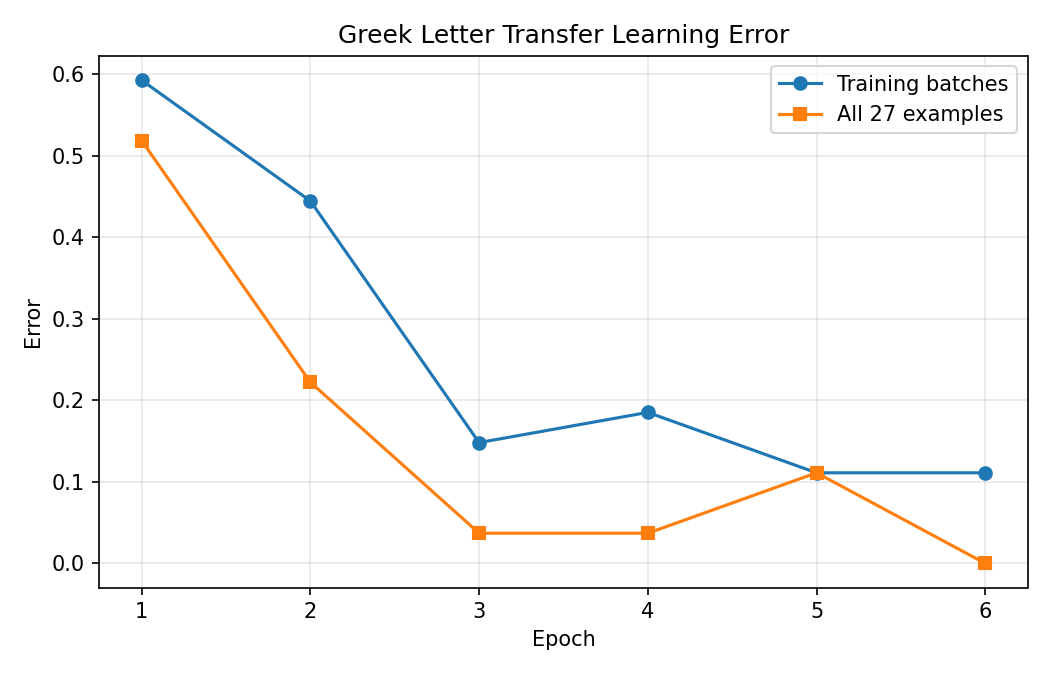 Greek Letter Transfer Learning Error
Training batches
All 27 examples
0.6
0.5
0.4
0.3
0.2
0.1
0.0
Error
1 2 3 4 5 6
Epoch